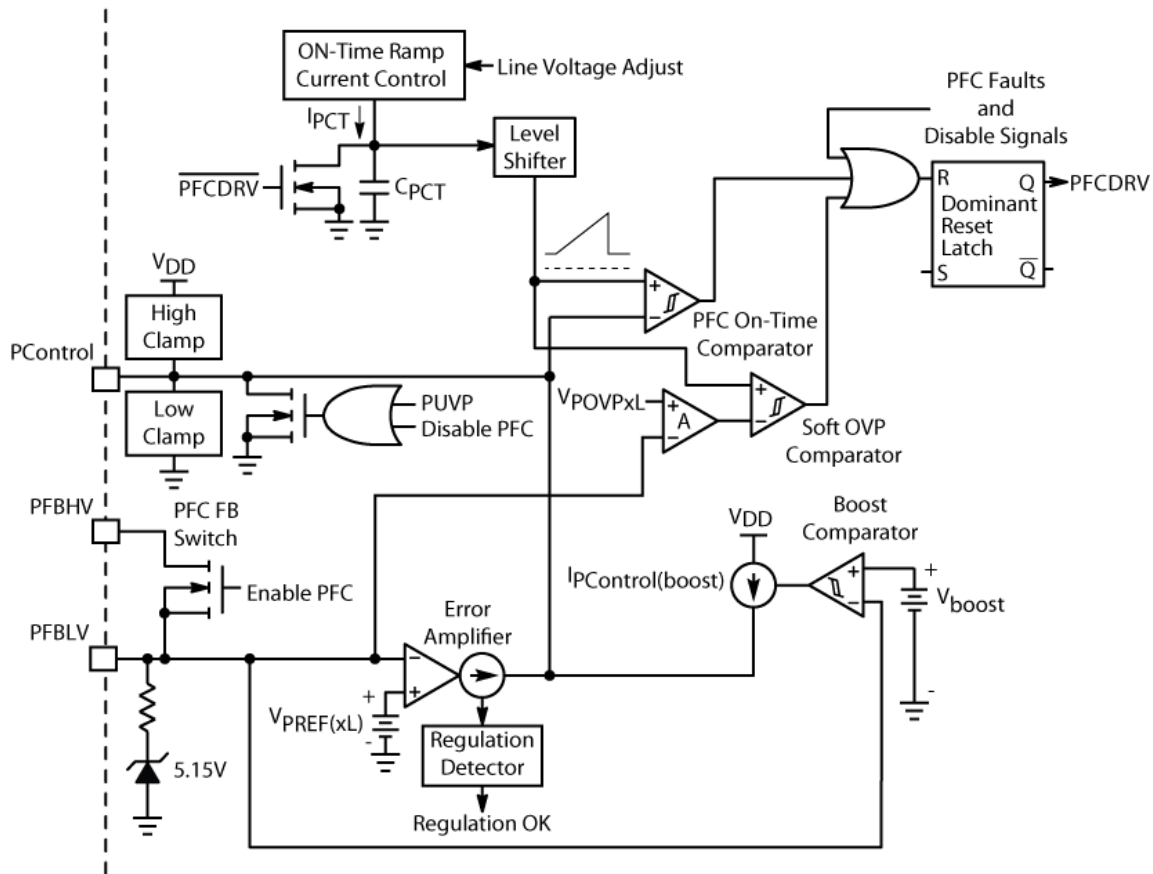 ON-Time Ramp
Current Control
Line Voltage Adjust
IPCT
Level
Shifter
PFC Faults
and
Disable Signals
PFCDRV
CPCT
R
Q
PFCDRV
Dominant
Reset
Latch
S
Q
VDD
High
Clamp
+
−
PFC On-Time
Comparator
PControl
Low
Clamp
PUVP
Disable PFC
VPOVPxL
+
A
−
+
−
Soft OVP
Comparator
PFBHV
PFC FB
Switch
Enable PFC
VDD
Boost
Comparator
IPControl(boost)
+
−
+
Vboost
-
PFBLV
Error
Amplifier
−
+
+
VPREF(xL)
-
Regulation
Detector
5.15V
Regulation OK